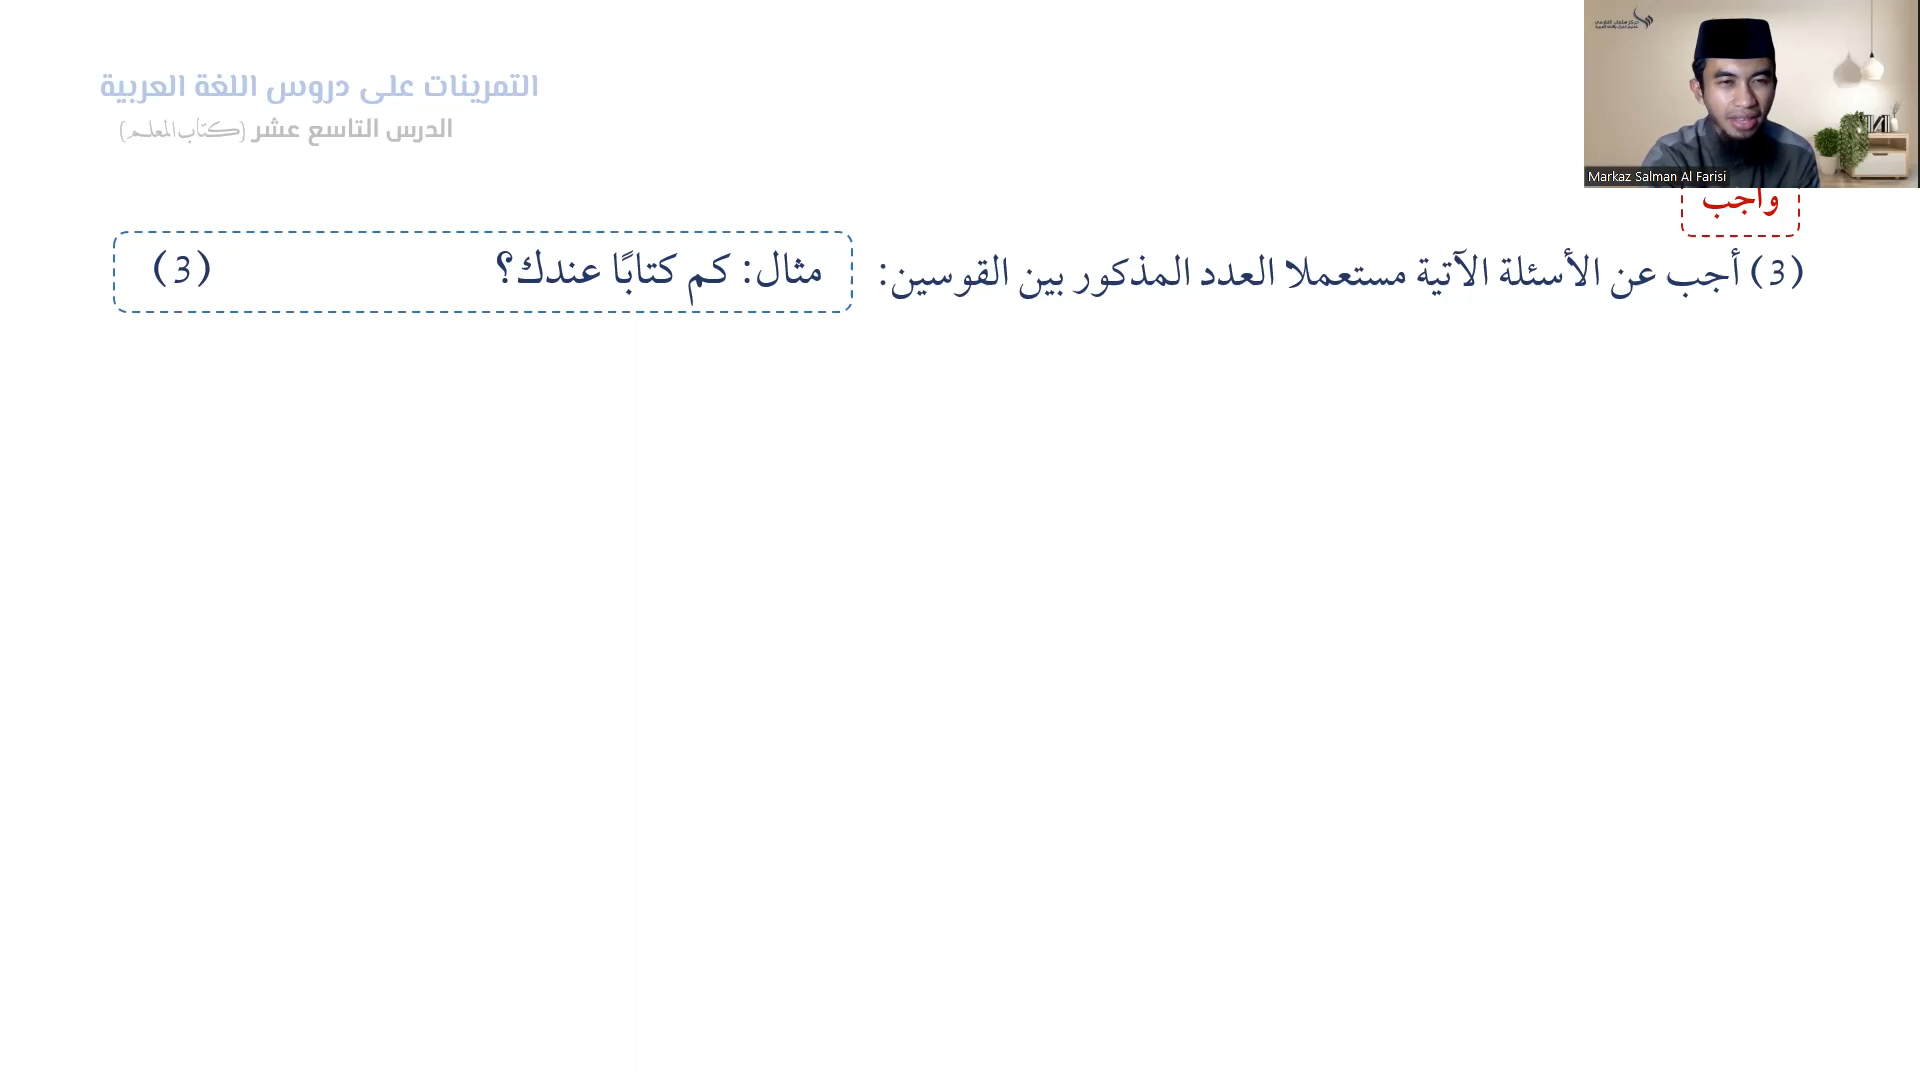 التمرينات على دروس اللغة العربية
الدرس التاسع عشر (كتاب المعلم)
Markaz Salman Al Farisi
واجب
(3) أجب عن الأسئلة الآتية مستعملا العدد المذكور بين القوسين:
مثال: كم كتابًا عندك؟ (3)